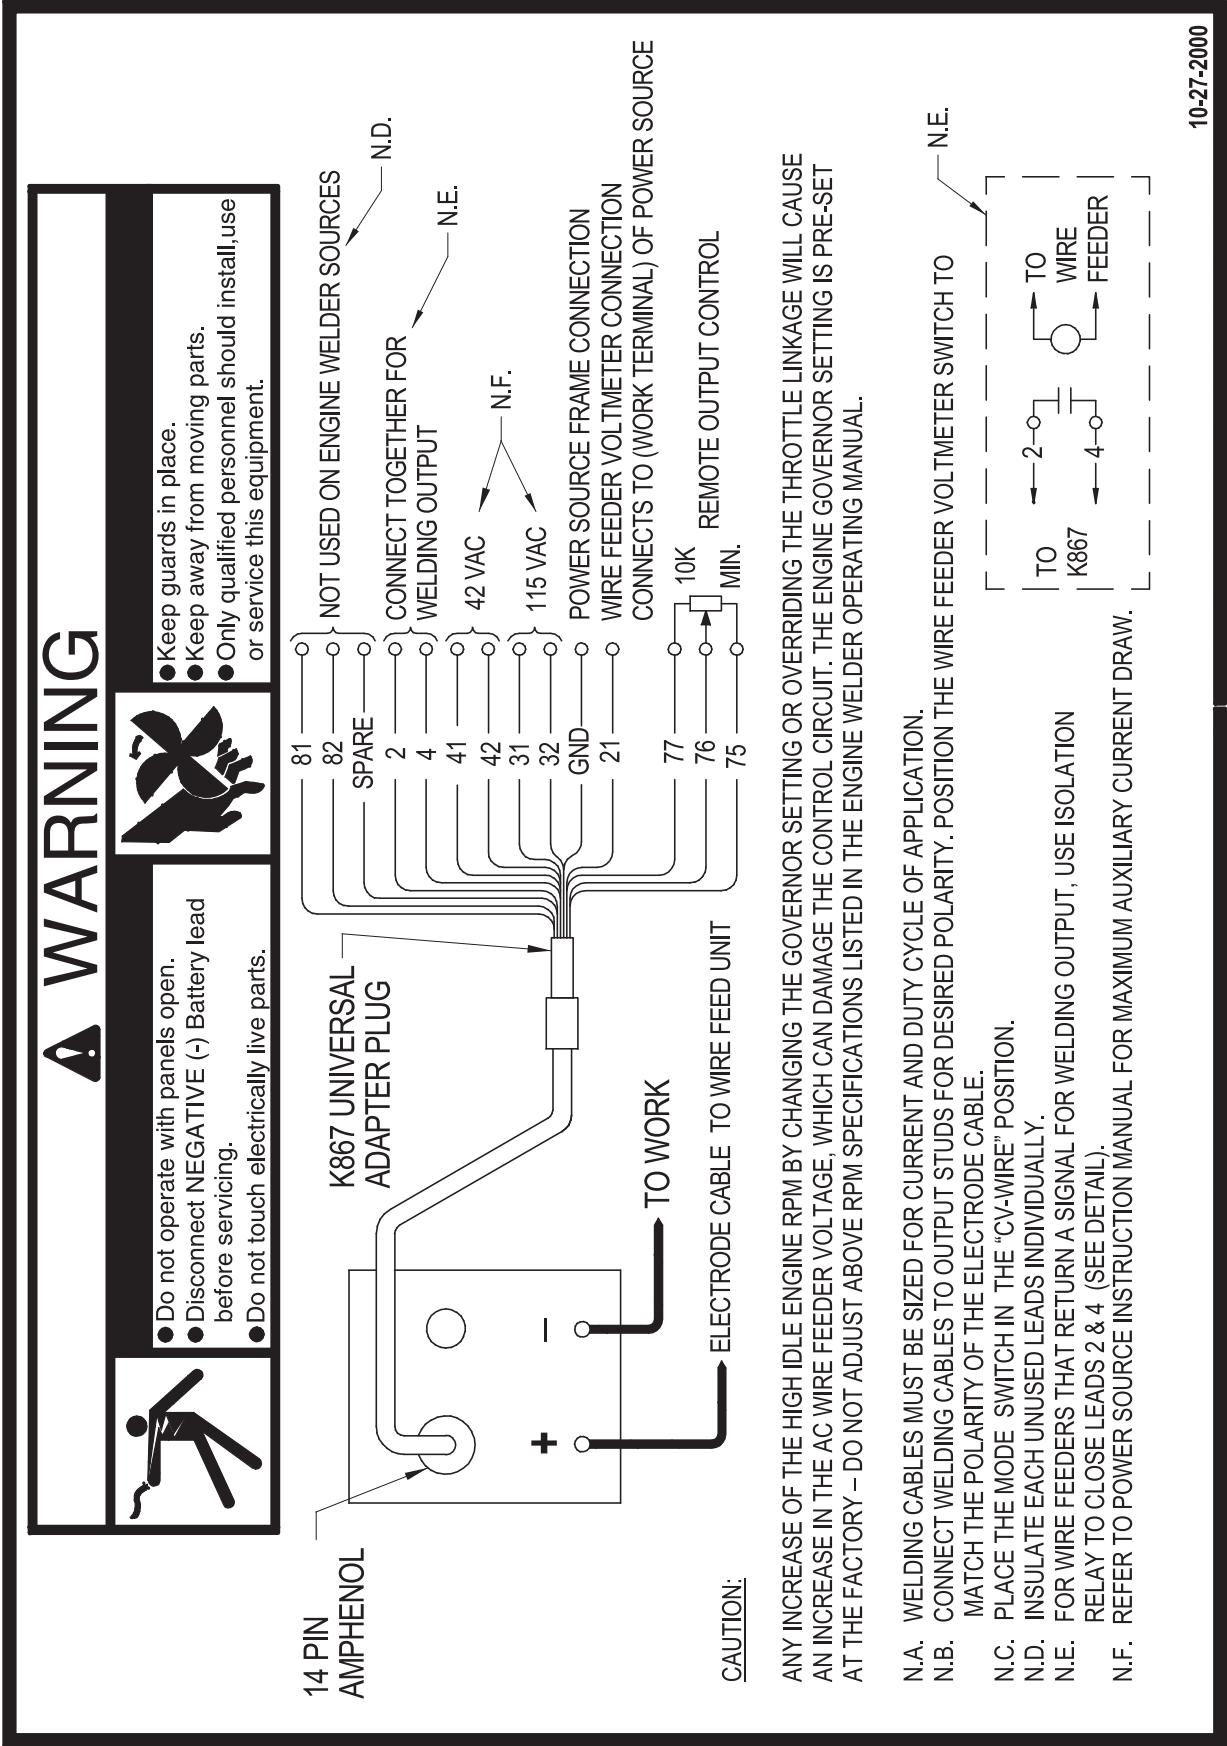 WARNING
● Do not operate with panels open.
● Disconnect NEGATIVE (-) Battery lead
before servicing.
● Do not touch electrically live parts.
● Keep guards in place.
● Keep away from moving parts.
● Only qualified personnel should install,use
or service this equipment.
14 PIN
AMPHENOL
K867 UNIVERSAL
ADAPTER PLUG
81
82
SPARE
2
4
41
42
31
32
GND
21
77
76
75
NOT USED ON ENGINE WELDER SOURCES
N.D.
CONNECT TOGETHER FOR
WELDING OUTPUT
N.E.
42 VAC
N.F.
115 VAC
POWER SOURCE FRAME CONNECTION
WIRE FEEDER VOLTMETER CONNECTION
CONNECTS TO (WORK TERMINAL) OF POWER SOURCE
10K
REMOTE OUTPUT CONTROL
MIN.
+
–
TO WORK
ELECTRODE CABLE TO WIRE FEED UNIT
CAUTION:
ANY INCREASE OF THE HIGH IDLE ENGINE RPM BY CHANGING THE GOVERNOR SETTING OR OVERRIDING THE THROTTLE LINKAGE WILL CAUSE
AN INCREASE IN THE AC WIRE FEEDER VOLTAGE, WHICH CAN DAMAGE THE CONTROL CIRCUIT. THE ENGINE GOVERNOR SETTING IS PRE-SET
AT THE FACTORY – DO NOT ADJUST ABOVE RPM SPECIFICATIONS LISTED IN THE ENGINE WELDER OPERATING MANUAL.
N.A. WELDING CABLES MUST BE SIZED FOR CURRENT AND DUTY CYCLE OF APPLICATION.
N.B. CONNECT WELDING CABLES TO OUTPUT STUDS FOR DESIRED POLARITY. POSITION THE WIRE FEEDER VOLTMETER SWITCH TO
MATCH THE POLARITY OF THE ELECTRODE CABLE.
N.C. PLACE THE MODE SWITCH IN THE “CV-WIRE” POSITION.
N.D. INSULATE EACH UNUSED LEADS INDIVIDUALLY.
N.E. FOR WIRE FEEDERS THAT RETURN A SIGNAL FOR WELDING OUTPUT, USE ISOLATION
RELAY TO CLOSE LEADS 2 & 4 (SEE DETAIL).
N.F. REFER TO POWER SOURCE INSTRUCTION MANUAL FOR MAXIMUM AUXILIARY CURRENT DRAW.
N.E.
TO
K867
2
4
TO
WIRE
FEEDER
10-27-2000